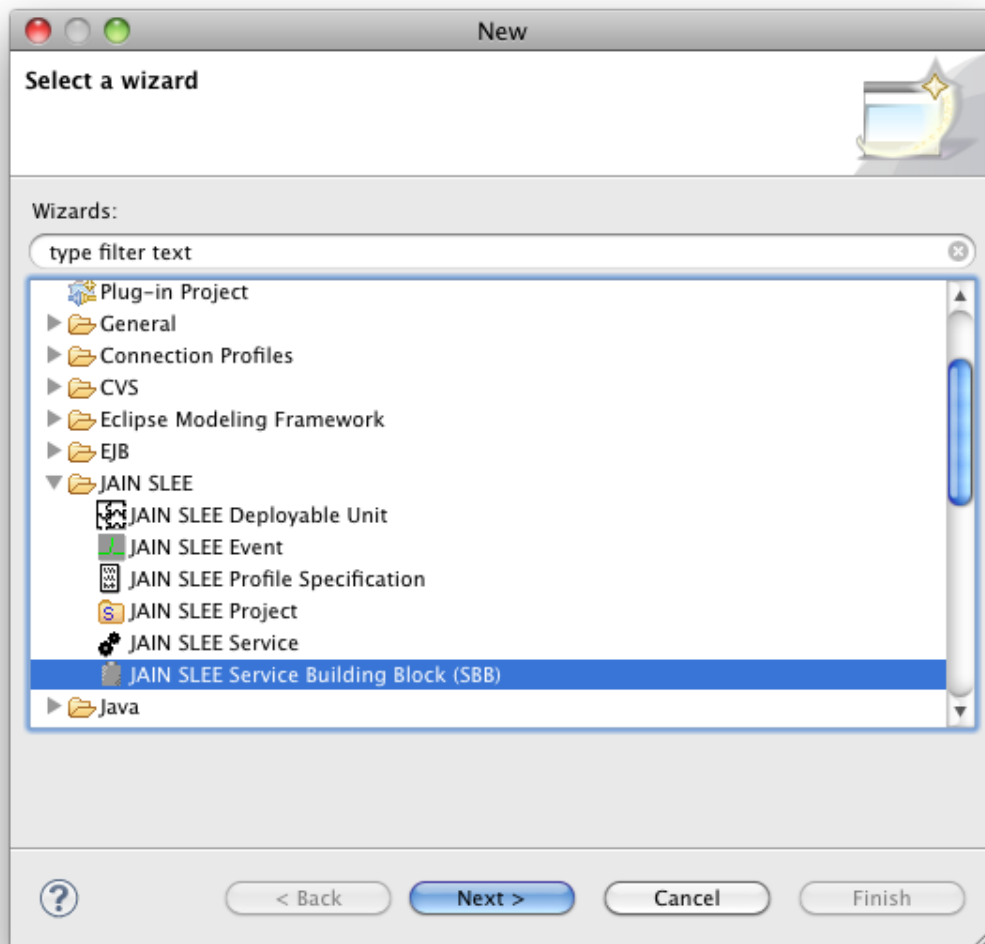 New
Select a wizard
Wizards:
type filter text
Plug-in Project
General
Connection Profiles
CVS
Eclipse Modeling Framework
EJB
JAIN SLEE
JAIN SLEE Deployable Unit
JAIN SLEE Event
JAIN SLEE Profile Specification
S JAIN SLEE Project
JAIN SLEE Service
JAIN SLEE Service Building Block (SBB)
Java
? < Back Next > Cancel Finish